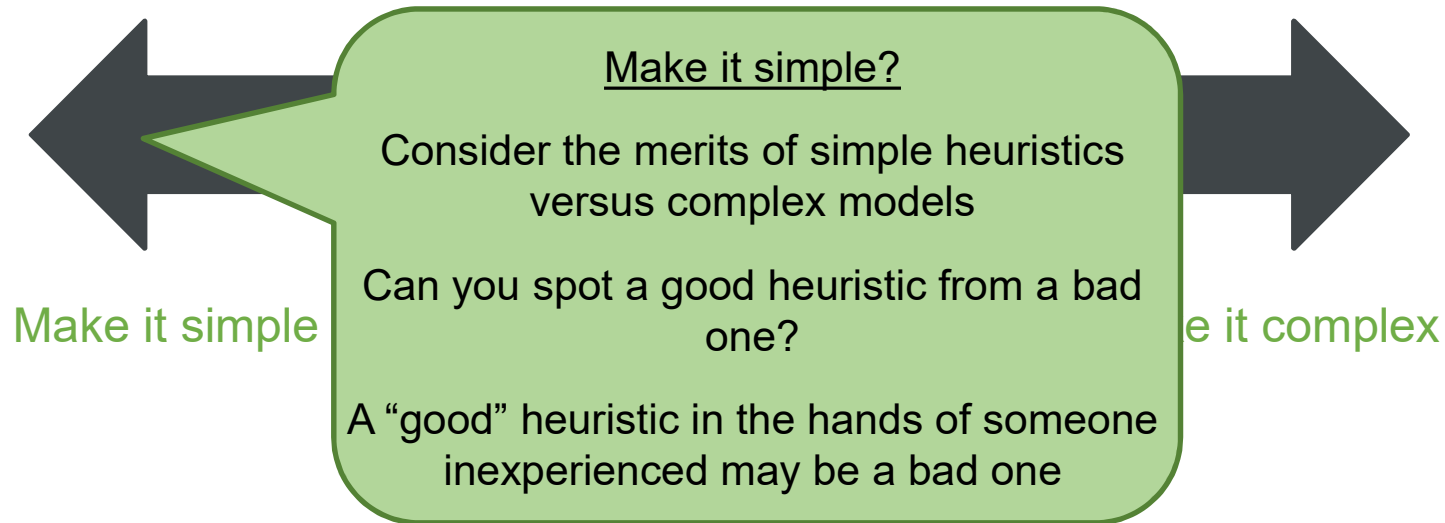 Make it simple?
Consider the merits of simple heuristics
versus complex models
Can you spot a good heuristic from a bad
one?
A “good” heuristic in the hands of someone
inexperienced may be a bad one
Make it simple
e it complex